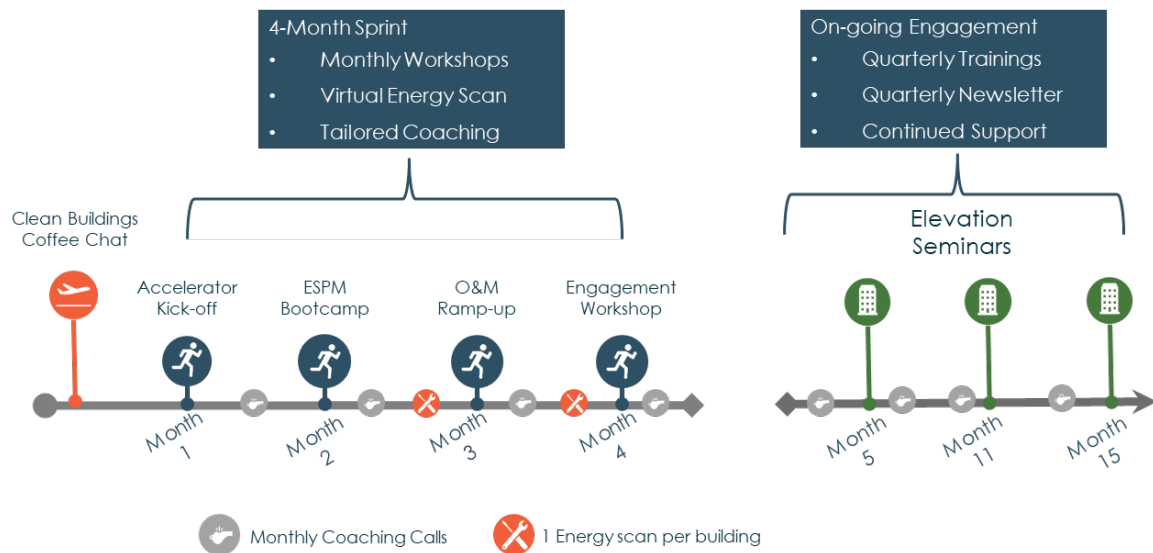 4-Month Sprint
• Monthly Workshops
• Virtual Energy Scan
• Tailored Coaching
On-going Engagement
• Quarterly Trainings
• Quarterly Newsletter
• Continued Support
Clean Buildings
Coffee Chat
Accelerator
Kick-off
ESPM
Bootcamp
O&M
Ramp-up
Engagement
Workshop
Elevation
Seminars
Month
1
Month
2
Month
3
Month
4
Month
5
Month
11
Month
15
Monthly Coaching Calls
1 Energy scan per building